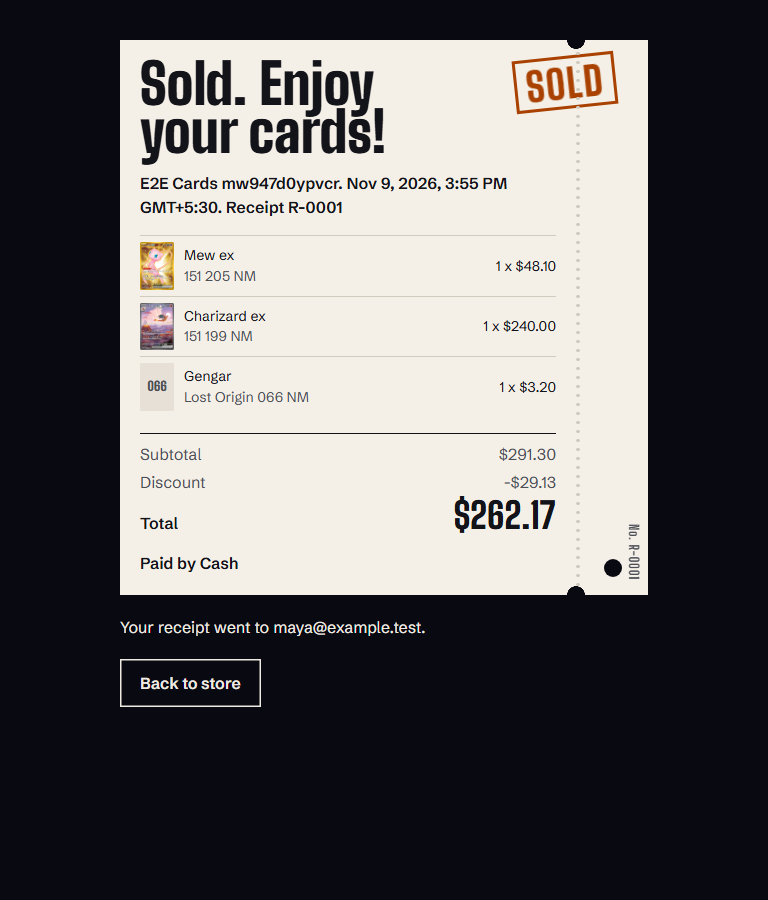 Sold. Enjoy
your cards!
SOLD
E2E Cards mw947d0ypvcr. Nov 9, 2026, 3:55 PM
GMT+5:30. Receipt R-0001
Mew ex
151 205 NM
1 x $48.10
Charizard ex
151 199 NM
1 x $240.00
066
Gengar
Lost Origin 066 NM
1 x $3.20
Subtotal $291.30
Discount -$29.13
Total $262.17
Paid by Cash
No. R-0001
Your receipt went to maya@example.test.
Back to store